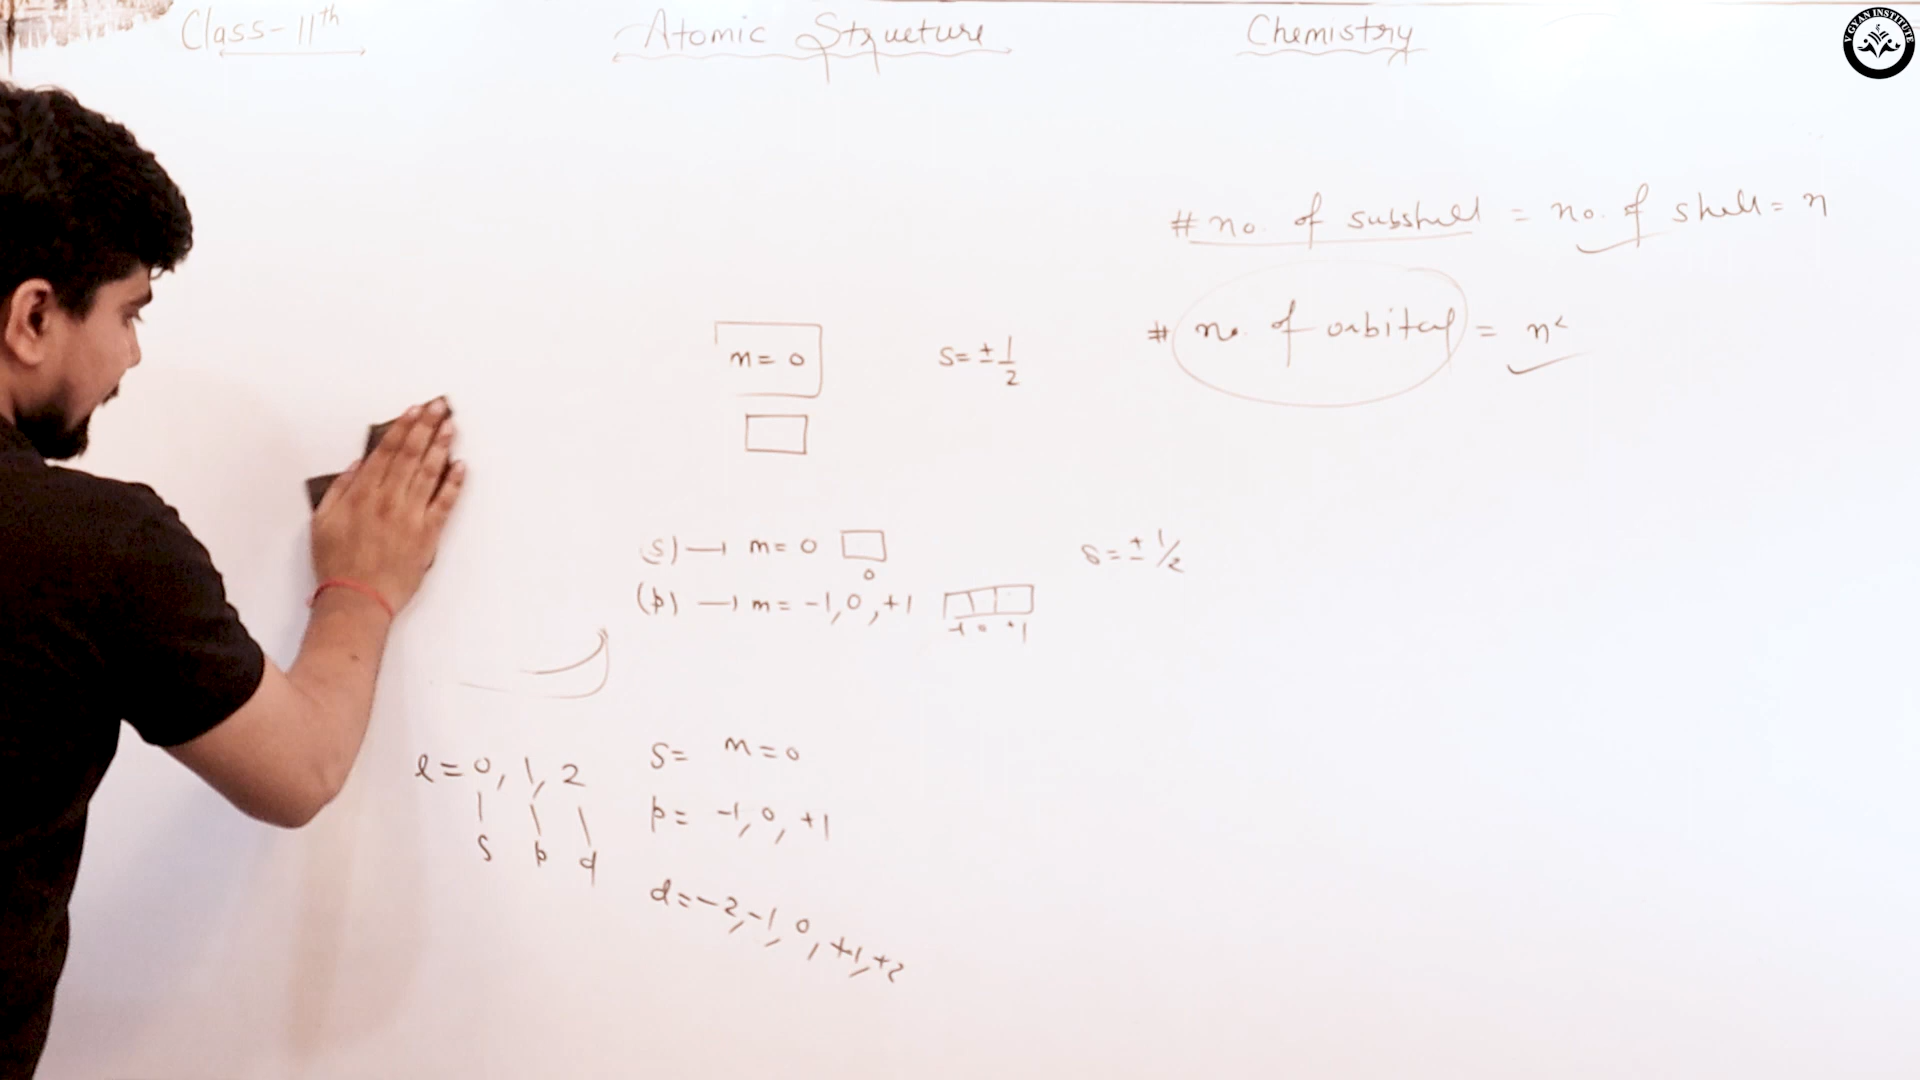 Class-11th
Atomic Structure
Chemistry
V GYAN INSTITUTE
# no. of subshell = no. of shell = n
# no. of orbital = n²
m = 0
S = ± 1/2
(s) → m = 0
0
S = ± 1/2
(p) → m = -1, 0, +1
-1 0 +1
l = 0, 1, 2
s p d
S = m = 0
p = -1, 0, +1
d = -2, -1, 0, +1, +2